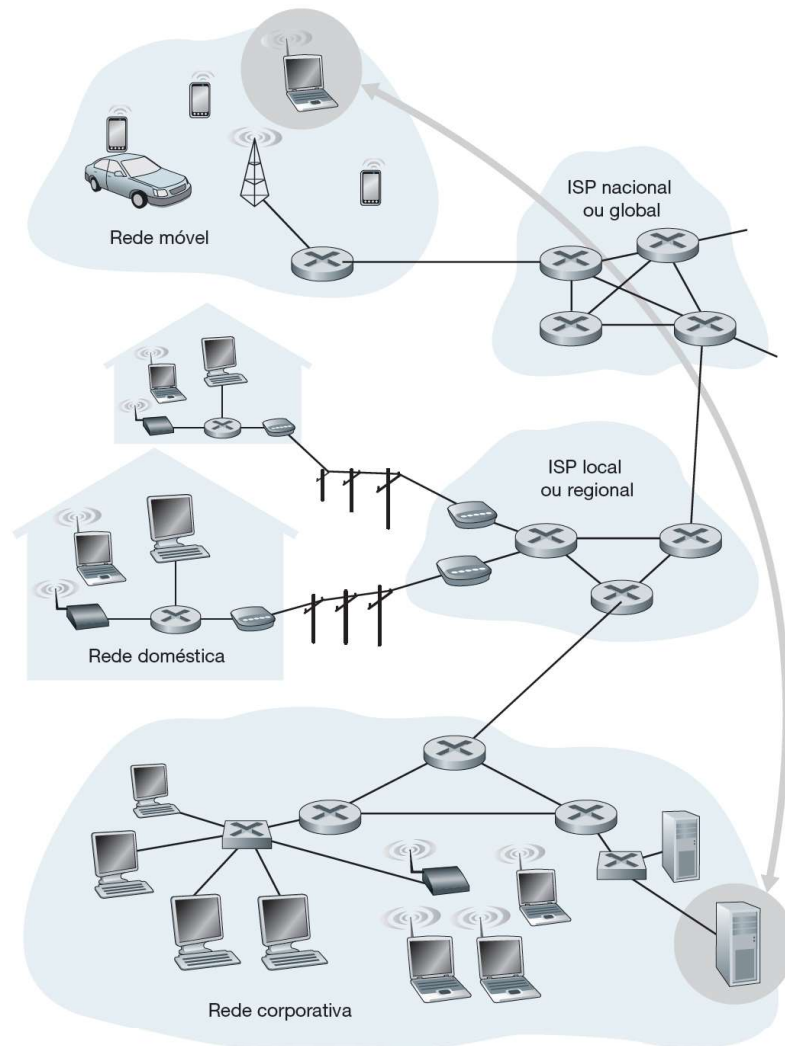 ISP nacional
ou global
Rede móvel
ISP local
ou regional
Rede doméstica
Rede corporativa